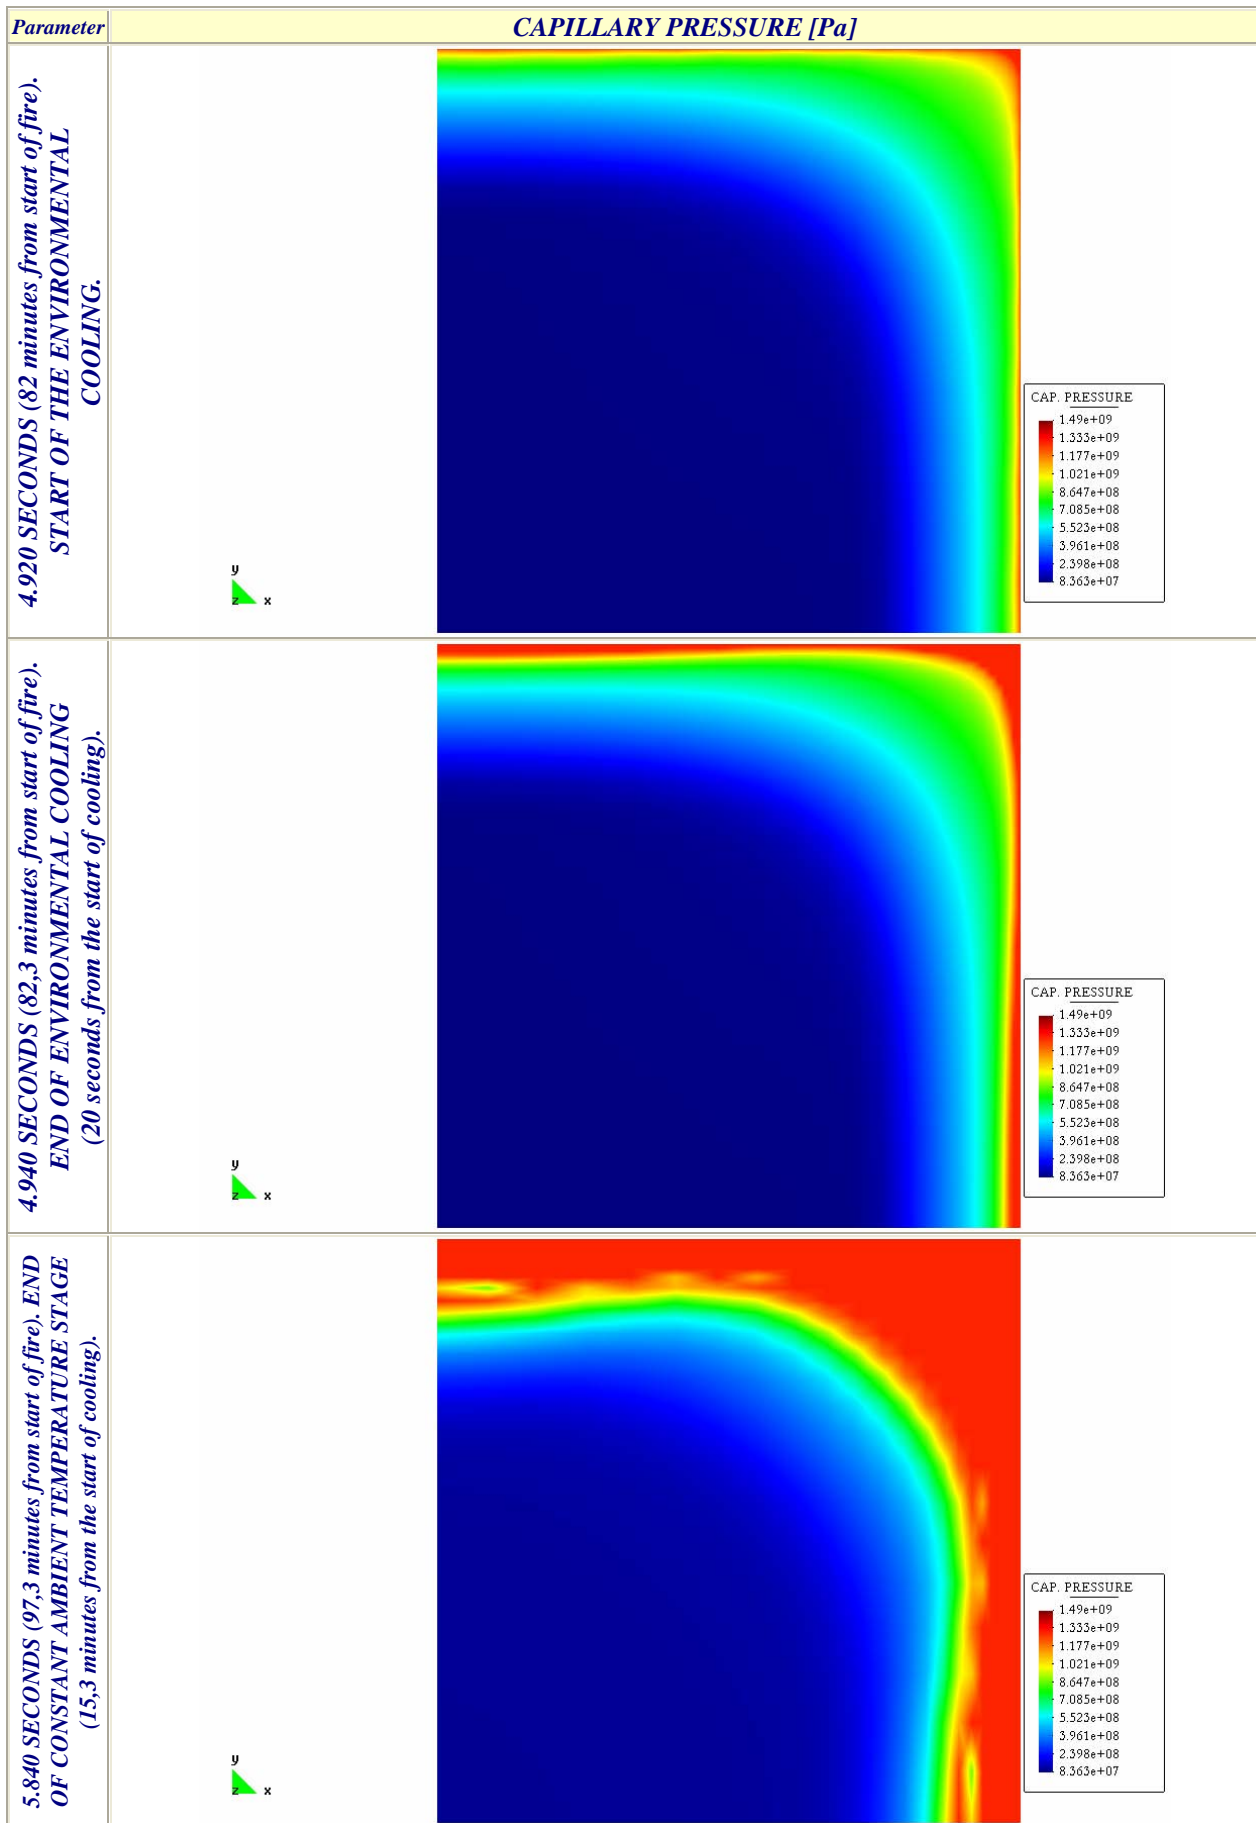 Parameter
CAPILLARY PRESSURE [Pa]
4.920 SECONDS (82 minutes from start of fire).
START OF THE ENVIRONMENTAL
COOLING.
y
z x
CAP. PRESSURE
1.49e+09
1.333e+09
1.177e+09
1.021e+09
8.647e+08
7.085e+08
5.523e+08
3.961e+08
2.398e+08
8.363e+07
4.940 SECONDS (82,3 minutes from start of fire).
END OF ENVIRONMENTAL COOLING
(20 seconds from the start of cooling).
y
z x
CAP. PRESSURE
1.49e+09
1.333e+09
1.177e+09
1.021e+09
8.647e+08
7.085e+08
5.523e+08
3.961e+08
2.398e+08
8.363e+07
5.840 SECONDS (97,3 minutes from start of fire). END
OF CONSTANT AMBIENT TEMPERATURE STAGE
(15,3 minutes from the start of cooling).
y
z x
CAP. PRESSURE
1.49e+09
1.333e+09
1.177e+09
1.021e+09
8.647e+08
7.085e+08
5.523e+08
3.961e+08
2.398e+08
8.363e+07